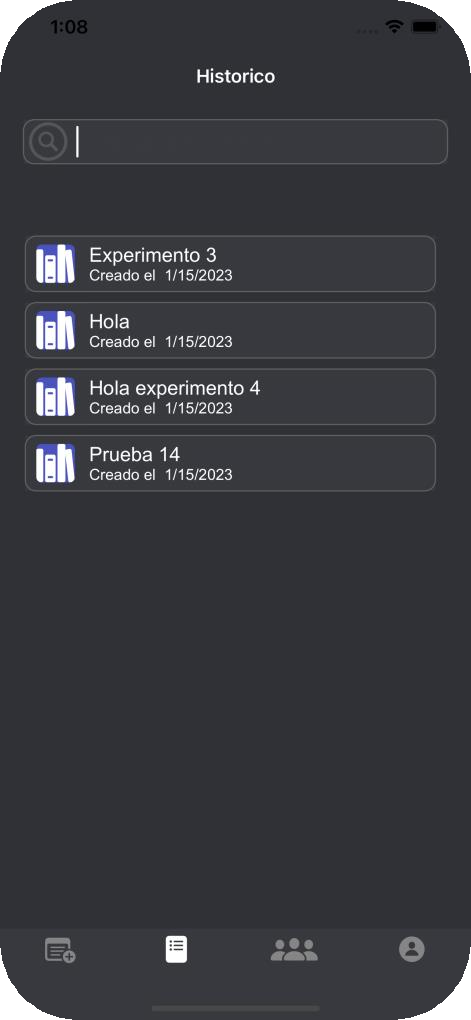 1:08
Historico
Experimento 3
Creado el 1/15/2023
Hola
Creado el 1/15/2023
Hola experimento 4
Creado el 1/15/2023
Prueba 14
Creado el 1/15/2023